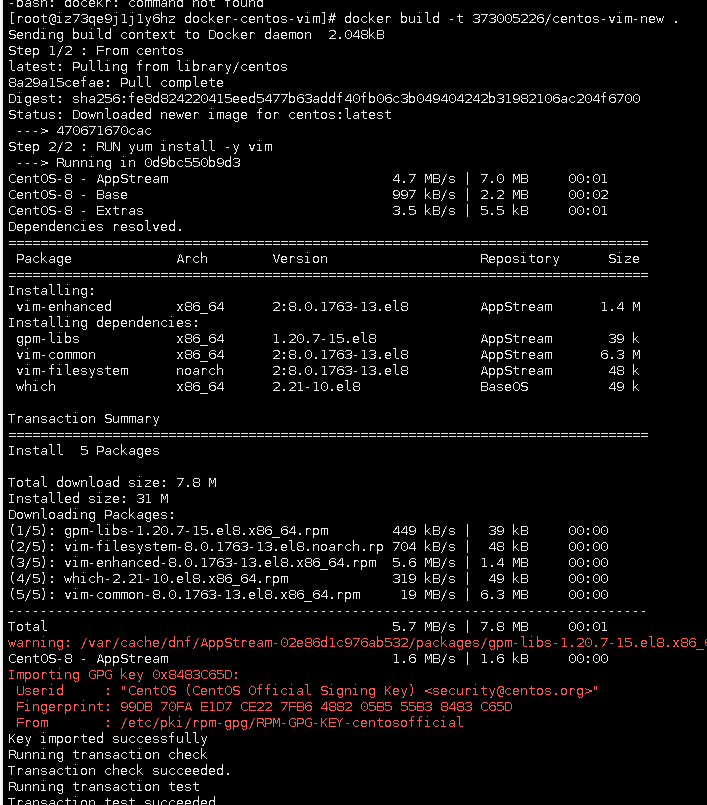 -bash: docekr: command not found
[root@iz73qe9j1j1y6hz docker-centos-vim]# docker build -t 373005226/centos-vim-new .
Sending build context to Docker daemon  2.048kB
Step 1/2 : From centos
latest: Pulling from library/centos
8a29a15cefae: Pull complete
Digest: sha256:fe8d824220415eed5477b63addf40fb06c3b049404242b31982106ac204f6700
Status: Downloaded newer image for centos:latest
 ---> 470671670cac
Step 2/2 : RUN yum install -y vim
 ---> Running in 0d9bc550b9d3
CentOS-8 - AppStream                            4.7 MB/s | 7.0 MB     00:01
CentOS-8 - Base                                 997 kB/s | 2.2 MB     00:02
CentOS-8 - Extras                               3.5 kB/s | 5.5 kB     00:01
Dependencies resolved.
================================================================================
 Package             Arch        Version                   Repository      Size
================================================================================
Installing:
 vim-enhanced        x86_64      2:8.0.1763-13.el8         AppStream      1.4 M
Installing dependencies:
 gpm-libs            x86_64      1.20.7-15.el8             AppStream       39 k
 vim-common          x86_64      2:8.0.1763-13.el8         AppStream      6.3 M
 vim-filesystem      noarch      2:8.0.1763-13.el8         AppStream       48 k
 which               x86_64      2.21-10.el8               BaseOS          49 k
Transaction Summary
================================================================================
Install  5 Packages
Total download size: 7.8 M
Installed size: 31 M
Downloading Packages:
(1/5): gpm-libs-1.20.7-15.el8.x86_64.rpm        449 kB/s |  39 kB     00:00
(2/5): vim-filesystem-8.0.1763-13.el8.noarch.rp 704 kB/s |  48 kB     00:00
(3/5): vim-enhanced-8.0.1763-13.el8.x86_64.rpm  5.6 MB/s | 1.4 MB     00:00
(4/5): which-2.21-10.el8.x86_64.rpm             319 kB/s |  49 kB     00:00
(5/5): vim-common-8.0.1763-13.el8.x86_64.rpm     19 MB/s | 6.3 MB     00:00
--------------------------------------------------------------------------------
Total                                           5.7 MB/s | 7.8 MB     00:01
warning: /var/cache/dnf/AppStream-02e86d1c976ab532/packages/gpm-libs-1.20.7-15.el8.x86_6
CentOS-8 - AppStream                            1.6 MB/s | 1.6 kB     00:00
Importing GPG key 0x8483C65D:
 Userid     : "CentOS (CentOS Official Signing Key) <security@centos.org>"
 Fingerprint: 99DB 70FA E1D7 CE22 7FB6 4882 05B5 55B3 8483 C65D
 From       : /etc/pki/rpm-gpg/RPM-GPG-KEY-centosofficial
Key imported successfully
Running transaction check
Transaction check succeeded.
Running transaction test
Transaction test succeeded